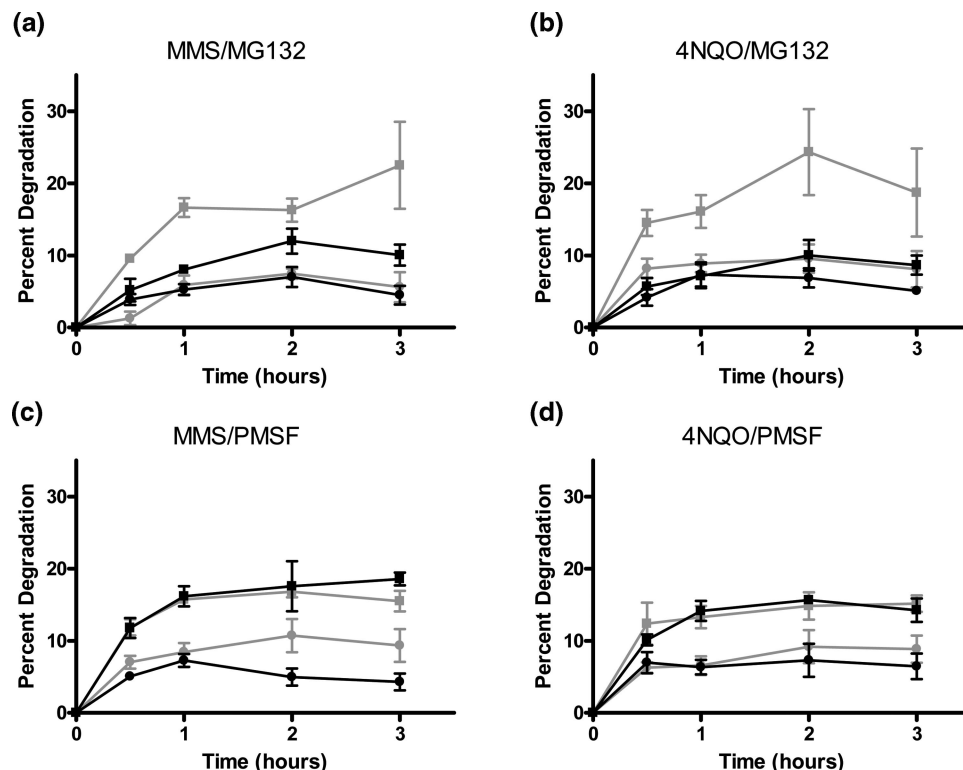 (a)
MMS/MG132
Percent Degradation
30
20
10
0
0 1 2 3
Time (hours)
(b)
4NQO/MG132
Percent Degradation
30
20
10
0
0 1 2 3
Time (hours)
(c)
MMS/PMSF
Percent Degradation
30
20
10
0
0 1 2 3
Time (hours)
(d)
4NQO/PMSF
Percent Degradation
30
20
10
0
0 1 2 3
Time (hours)